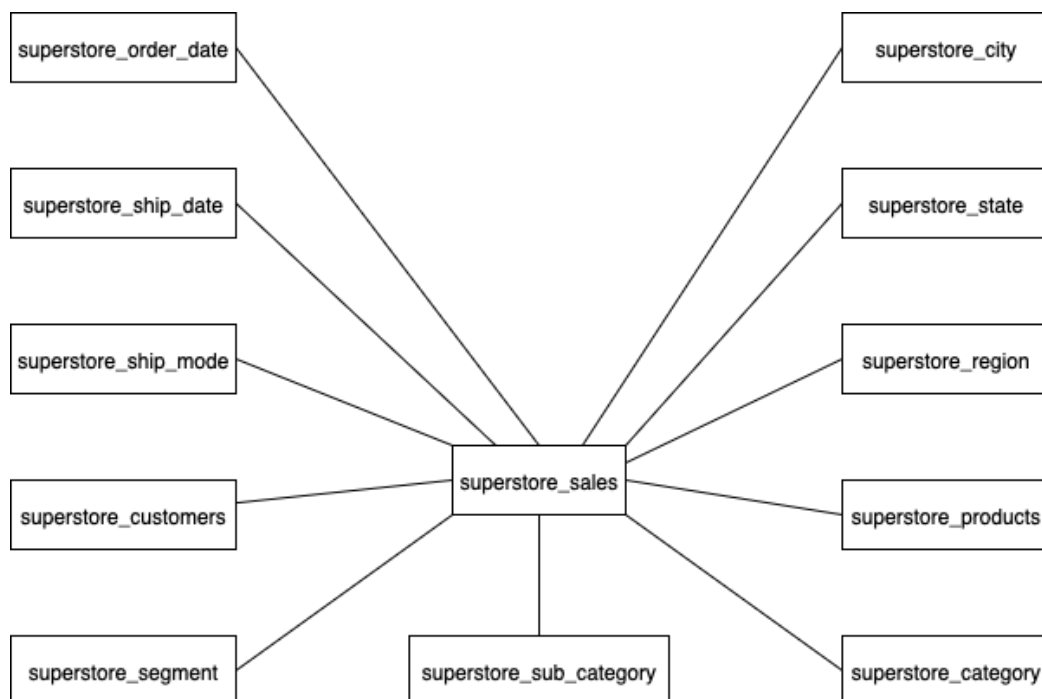 superstore_order_date
superstore_city
superstore_ship_date
superstore_state
superstore_ship_mode
superstore_region
superstore_sales
superstore_customers
superstore_products
superstore_segment
superstore_sub_category
superstore_category